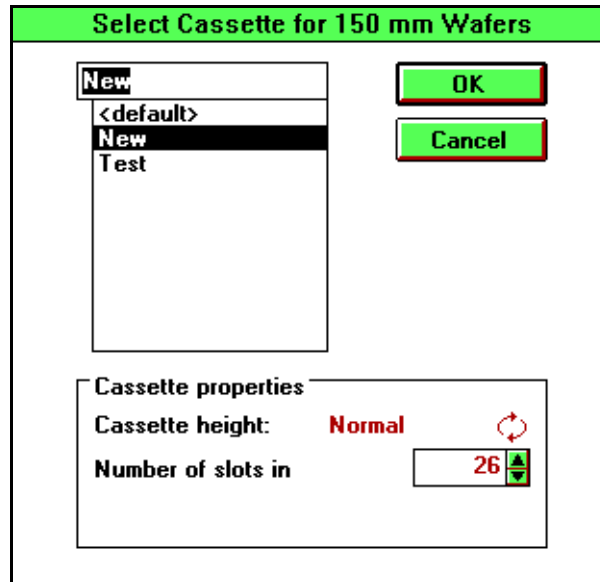 Select Cassette for 150 mm Wafers
New
OK
<default>
New
Cancel
Test
Cassette properties
Cassette height: Normal
Number of slots in 26